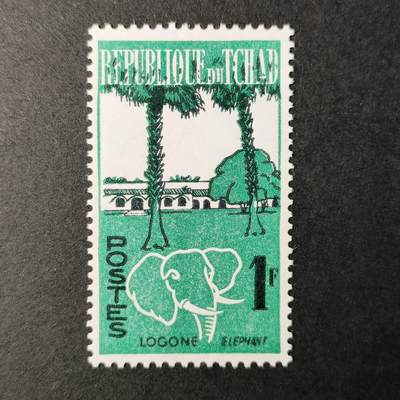 REPUBLIQUE DU TCHAD
POSTES
1F
LOGONE ELEPHANT